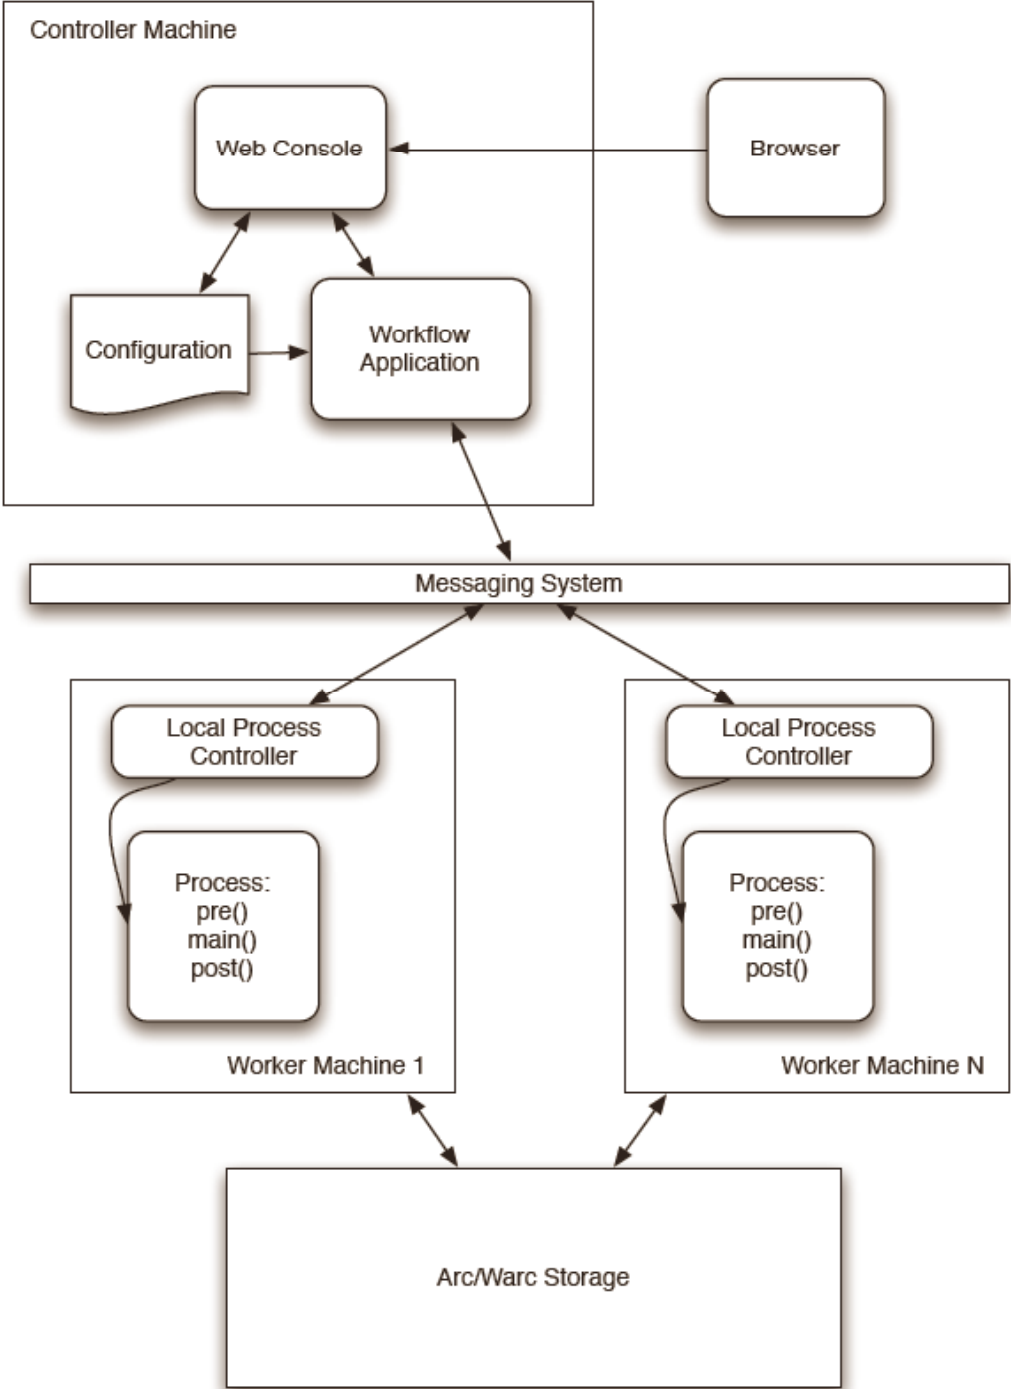 Controller Machine
Web Console
Browser
Configuration
Workflow
Application
Messaging System
Local Process
Controller
Process:
pre()
main()
post()
Worker Machine 1
Local Process
Controller
Process:
pre()
main()
post()
Worker Machine N
Arc/Warc Storage